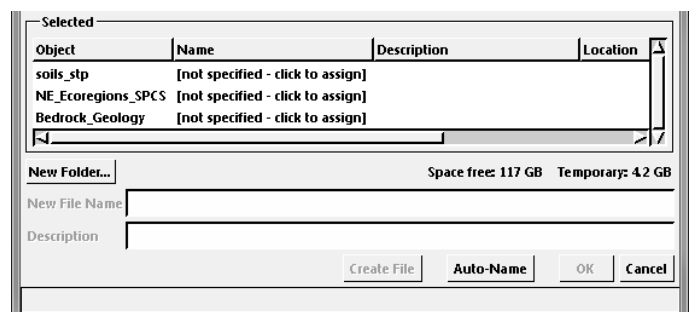 Selected
Object Name Description Location
soils_stp [not specified - click to assign]
NE_Ecoregions_SPCS [not specified - click to assign]
Bedrock_Geology [not specified - click to assign]
New Folder... Space free: 117 GB Temporary: 4.2 GB
New File Name
Description
Create File Auto-Name OK Cancel